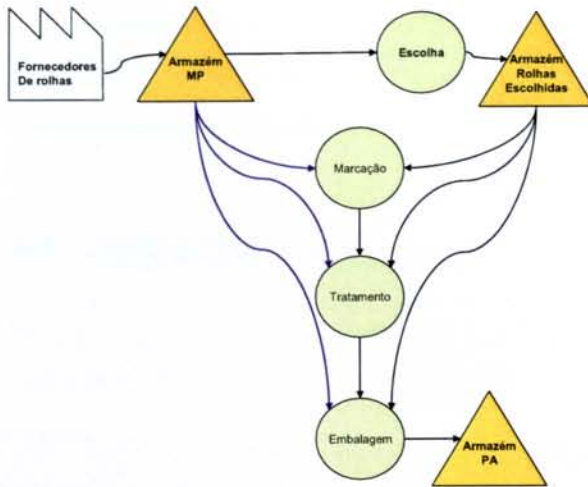 Fornecedores
De rolhas
Armazém
MP
Escolha
Armazém
Rolhas
Escolhidas
Marcação
Tratamento
Embalagem
Armazém
PA